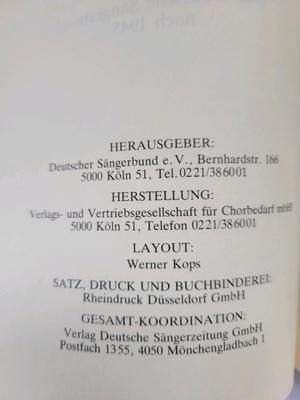 HERAUSGEBER:
Deutscher Sängerbund e.V., Bernhardstr. 166
5000 Köln 51, Tel. 0221/386001
HERSTELLUNG:
Verlags- und Vertriebsgesellschaft für Chorbedarf mbH
5000 Köln 51, Telefon 0221/386001
LAYOUT:
Werner Kops
SATZ, DRUCK UND BUCHBINDEREI:
Rheindruck Düsseldorf GmbH
GESAMT-KOORDINATION:
Verlag Deutsche Sängerzeitung GmbH
Postfach 1355, 4050 Mönchengladbach 1